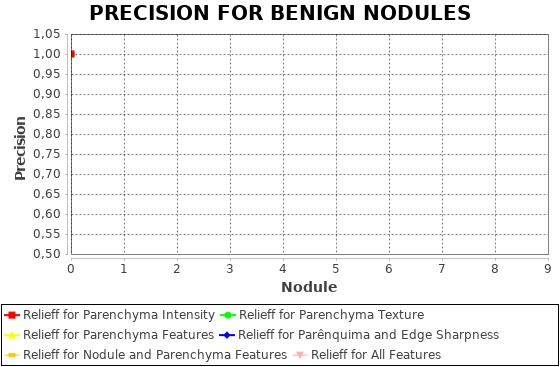 PRECISION FOR BENIGN NODULES
1,05
1,00
0,95
0,90
0,85
0,80
0,75
0,70
0,65
0,60
0,55
0,50
Precision
0 1 2 3 4 5 6 7 8 9
Nodule
Relieff for Parenchyma Intensity Relieff for Parenchyma Texture
Relieff for Parenchyma Features Relieff for Parênquima and Edge Sharpness
Relieff for Nodule and Parenchyma Features Relieff for All Features